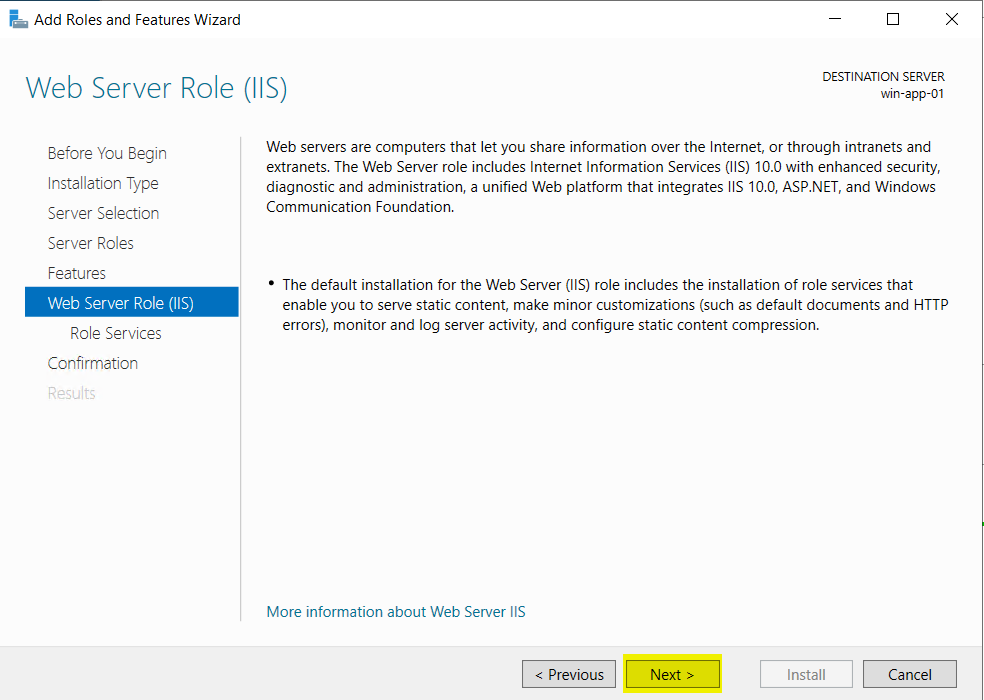 Add Roles and Features Wizard
Web Server Role (IIS)
DESTINATION SERVER
win-app-01
Before You Begin
Installation Type
Server Selection
Server Roles
Features
Web Server Role (IIS)
Role Services
Confirmation
Results
Web servers are computers that let you share information over the Internet, or through intranets and
extranets. The Web Server role includes Internet Information Services (IIS) 10.0 with enhanced security,
diagnostic and administration, a unified Web platform that integrates IIS 10.0, ASP.NET, and Windows
Communication Foundation.
• The default installation for the Web Server (IIS) role includes the installation of role services that
enable you to serve static content, make minor customizations (such as default documents and HTTP
errors), monitor and log server activity, and configure static content compression.
More information about Web Server IIS
< Previous
Next >
Install
Cancel